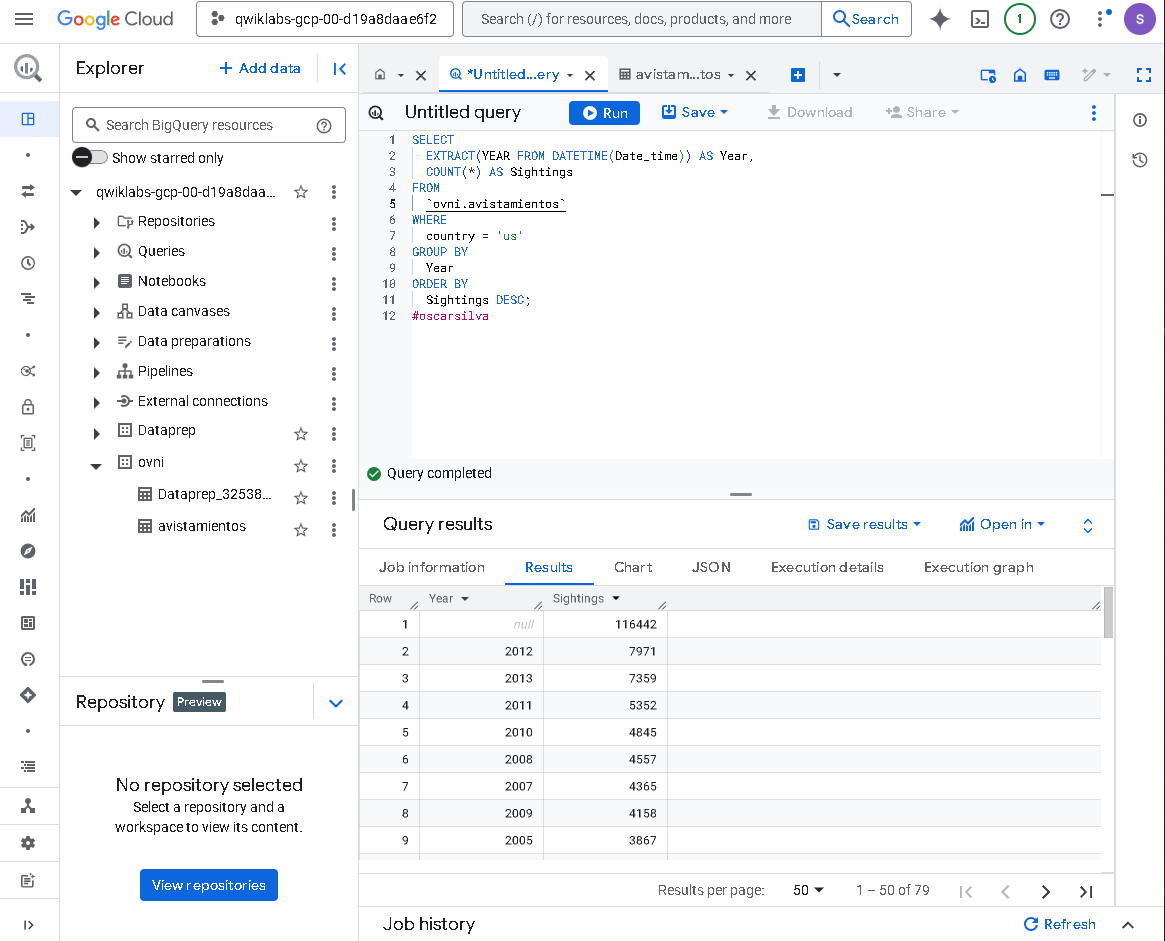 Google Cloud
qwiklabs-gcp-00-d19a8daae6f2
Search (/) for resources, docs, products, and more
Search
1
S
Explorer
+ Add data
*Untitled...ery
avistam...tos
Search BigQuery resources
Show starred only
qwiklabs-gcp-00-d19a8daa...
Repositories
Queries
Notebooks
Data canvases
Data preparations
Pipelines
External connections
Dataprep
ovni
Dataprep_32538...
avistamientos
Repository
Preview
No repository selected
Select a repository and a
workspace to view its content.
View repositories
Untitled query
Run
Save
Download
Share
1 SELECT
2 EXTRACT(YEAR FROM DATETIME(Date_time)) AS Year,
3 COUNT(*) AS Sightings
4 FROM
5 `ovni.avistamientos`
6 WHERE
7 country = 'us'
8 GROUP BY
9 Year
10 ORDER BY
11 Sightings DESC;
12 #oscarsilva
Query completed
Query results
Save results
Open in
Job information
Results
Chart
JSON
Execution details
Execution graph
Row Year Sightings
1 null 116442
2 2012 7971
3 2013 7359
4 2011 5352
5 2010 4845
6 2008 4557
7 2007 4365
8 2009 4158
9 2005 3867
Results per page: 50 1 – 50 of 79
Job history
Refresh